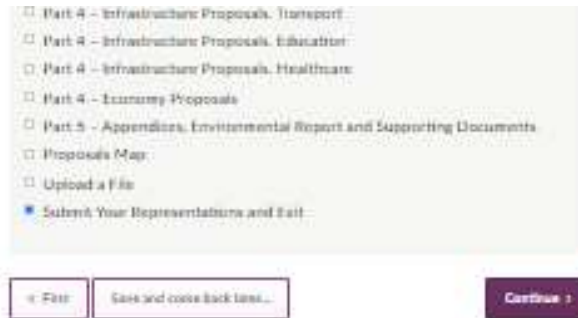 Part 4 – Infrastructure Proposals, Transport
Part 4 – Infrastructure Proposals, Education
Part 4 – Infrastructure Proposals, Healthcare
Part 4 – Economy Proposals
Part 5 – Appendices, Environmental Report and Supporting Documents
Proposals Map
Upload a File
Submit Your Representations and Exit
< First
Save and come back later...
Continue >